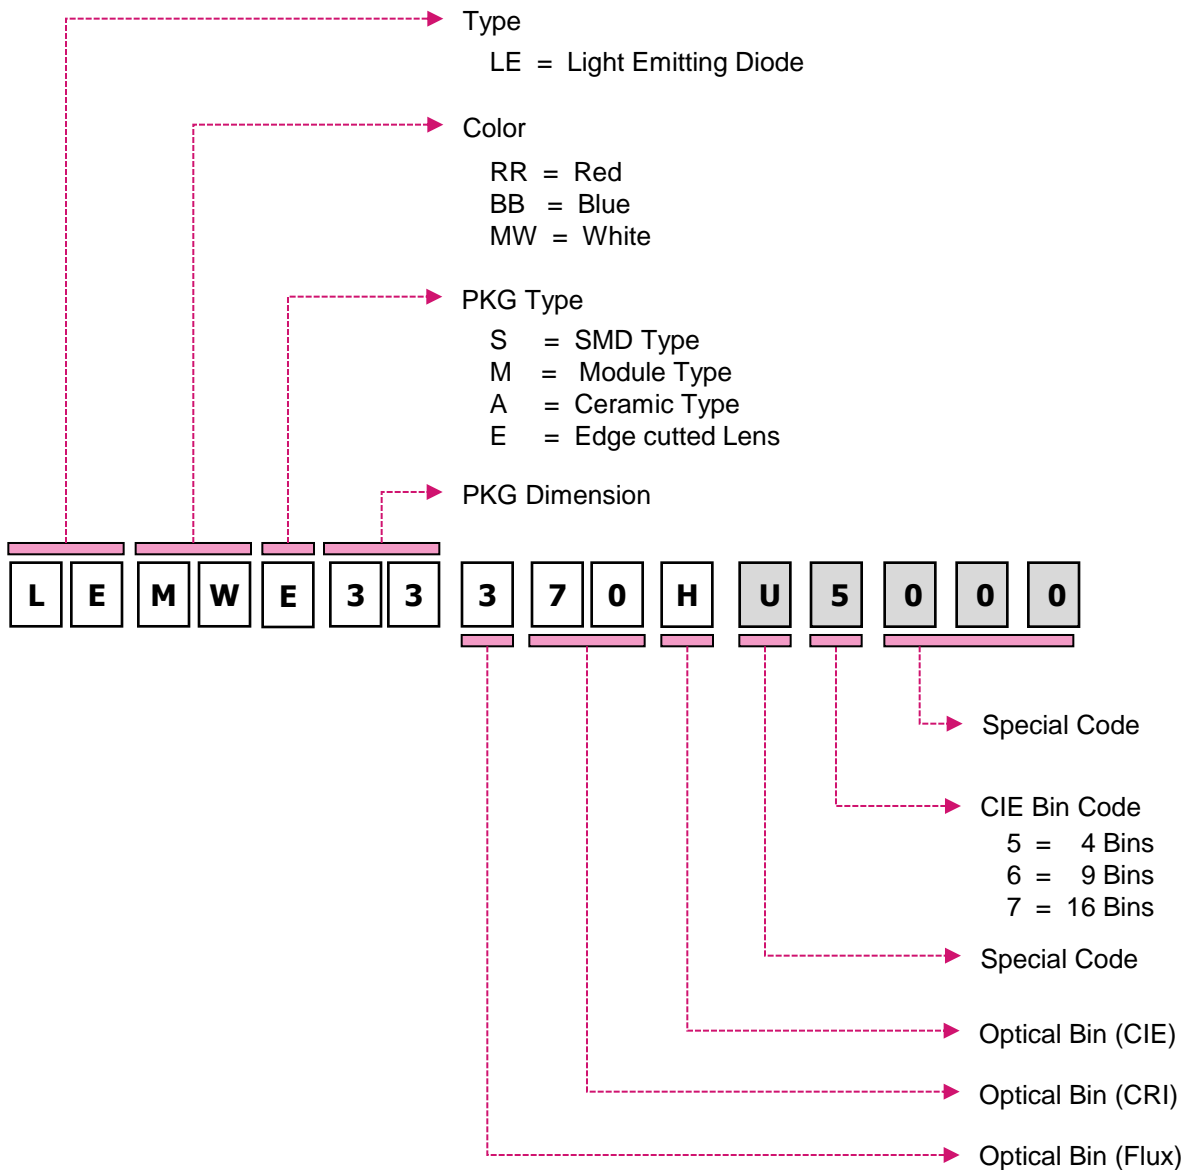 Type
LE = Light Emitting Diode
Color
RR = Red
BB = Blue
MW = White
PKG Type
S = SMD Type
M = Module Type
A = Ceramic Type
E = Edge cutted Lens
PKG Dimension
L E M W E 3 3 3 7 0 H U 5 0 0 0
Special Code
CIE Bin Code
5 = 4 Bins
6 = 9 Bins
7 = 16 Bins
Special Code
Optical Bin (CIE)
Optical Bin (CRI)
Optical Bin (Flux)